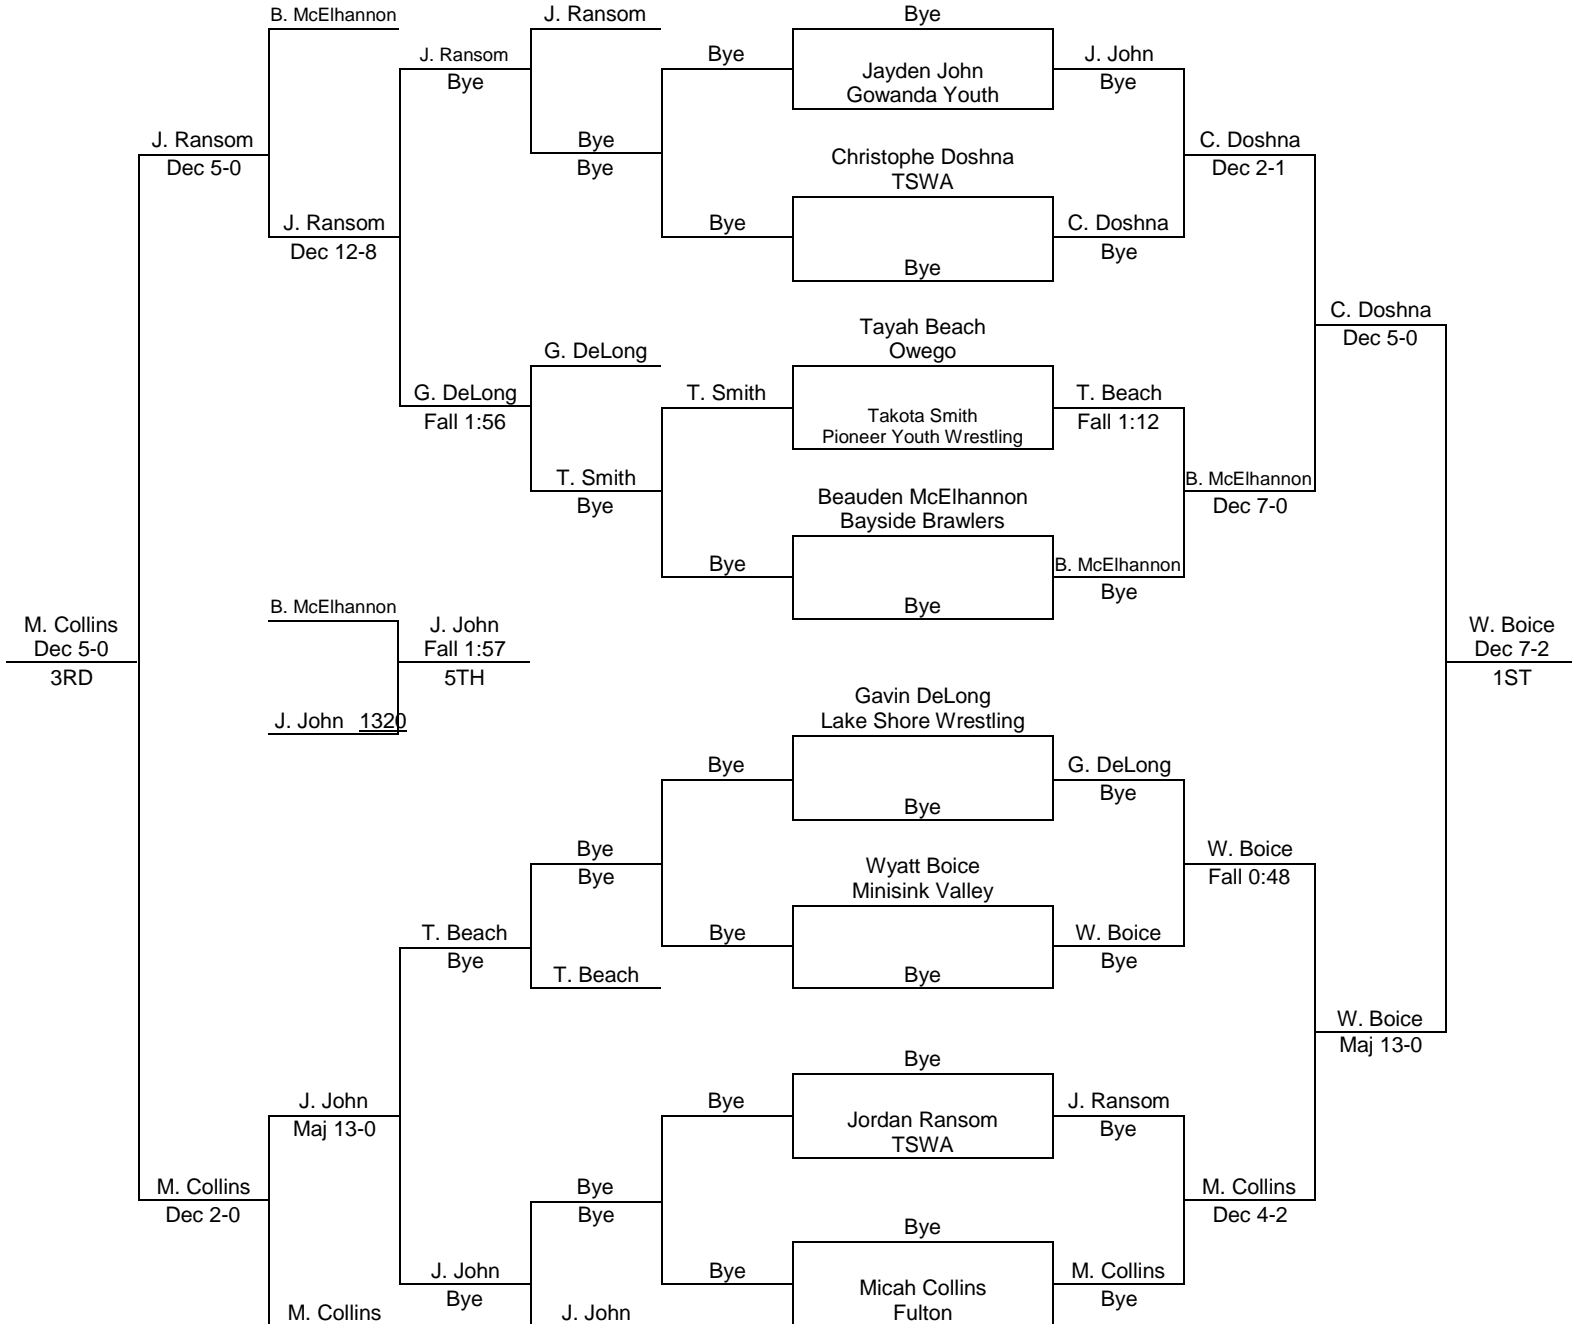 B. McElhannon
J. Ransom
Bye
J. Ransom
Bye
Bye
Jayden John
Gowanda Youth
J. John
Bye
J. Ransom
Dec 5-0
Bye
Bye
Christophe Doshna
TSWA
C. Doshna
Dec 2-1
J. Ransom
Dec 12-8
Bye
Bye
C. Doshna
Bye
C. Doshna
Dec 5-0
G. DeLong
Tayah Beach
Owego
G. DeLong
Fall 1:56
T. Smith
Takota Smith
Pioneer Youth Wrestling
T. Beach
Fall 1:12
T. Smith
Bye
Beauden McElhannon
Bayside Brawlers
B. McElhannon
Dec 7-0
Bye
Bye
B. McElhannon
Bye
M. Collins
Dec 5-0
3RD
B. McElhannon
J. John
Fall 1:57
5TH
J. John 1320
W. Boice
Dec 7-2
1ST
Gavin DeLong
Lake Shore Wrestling
Bye
Bye
G. DeLong
Bye
Bye
Bye
Wyatt Boice
Minisink Valley
W. Boice
Fall 0:48
T. Beach
Bye
T. Beach
Bye
Bye
W. Boice
Bye
W. Boice
Maj 13-0
J. John
Maj 13-0
Bye
Bye
Jordan Ransom
TSWA
J. Ransom
Bye
M. Collins
Dec 2-0
Bye
Bye
Bye
M. Collins
Dec 4-2
J. John
Bye
Bye
Micah Collins
Fulton
M. Collins
Bye
M. Collins
J. John